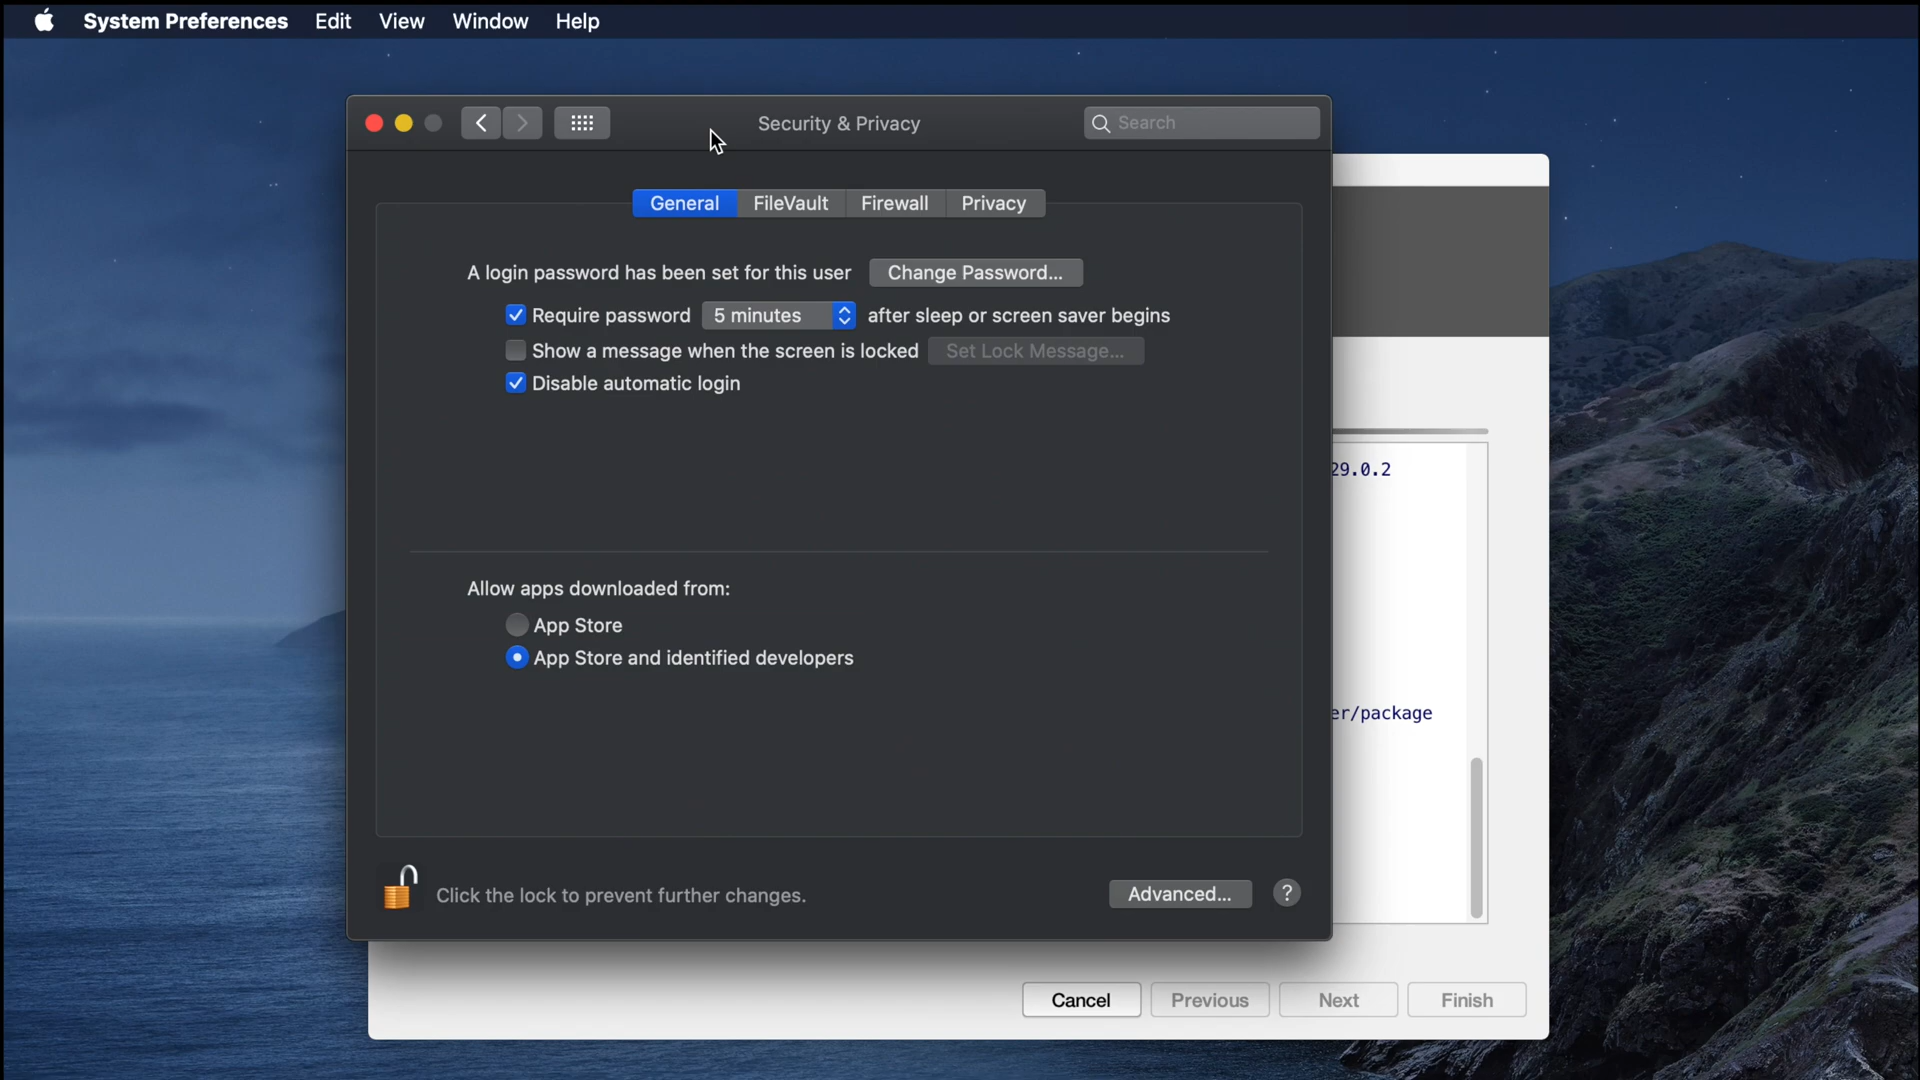 System Preferences Edit View Window Help
Security & Privacy Search
General FileVault Firewall Privacy
A login password has been set for this user Change Password...
Require password 5 minutes after sleep or screen saver begins
Show a message when the screen is locked Set Lock Message...
Disable automatic login
29.0.2
Allow apps downloaded from:
App Store
App Store and identified developers
er/package
Click the lock to prevent further changes. Advanced... ?
Cancel Previous Next Finish